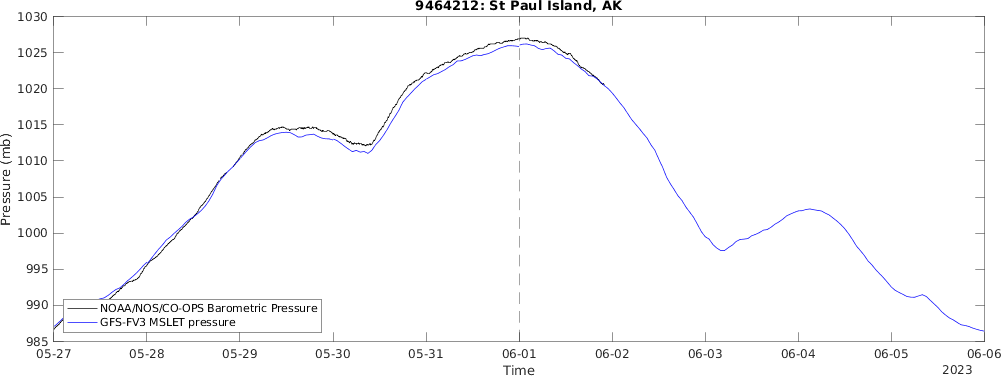 9464212: St Paul Island, AK
Pressure (mb)
1030
1025
1020
1015
1010
1005
1000
995
990
985
NOAA/NOS/CO-OPS Barometric Pressure
GFS-FV3 MSLET pressure
05-27 05-28 05-29 05-30 05-31 06-01 06-02 06-03 06-04 06-05 06-06
Time
2023